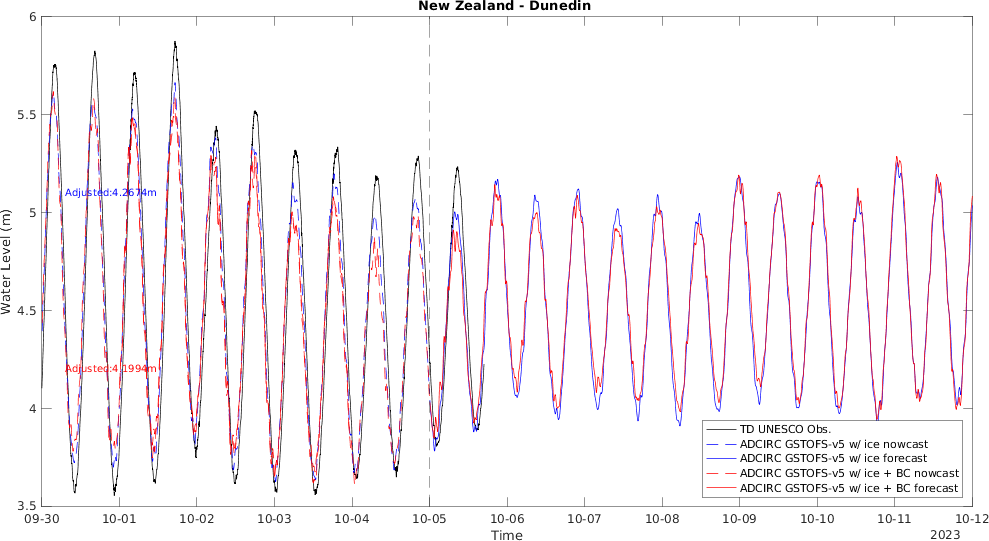 New Zealand - Dunedin
6
5.5
5
4.5
4
3.5
Water Level (m)
Adjusted:4.2674m
Adjusted:4.1994m
TD UNESCO Obs.
ADCIRC GSTOFS-v5 w/ ice nowcast
ADCIRC GSTOFS-v5 w/ ice forecast
ADCIRC GSTOFS-v5 w/ ice + BC nowcast
ADCIRC GSTOFS-v5 w/ ice + BC forecast
09-30 10-01 10-02 10-03 10-04 10-05 10-06 10-07 10-08 10-09 10-10 10-11 10-12
Time
2023